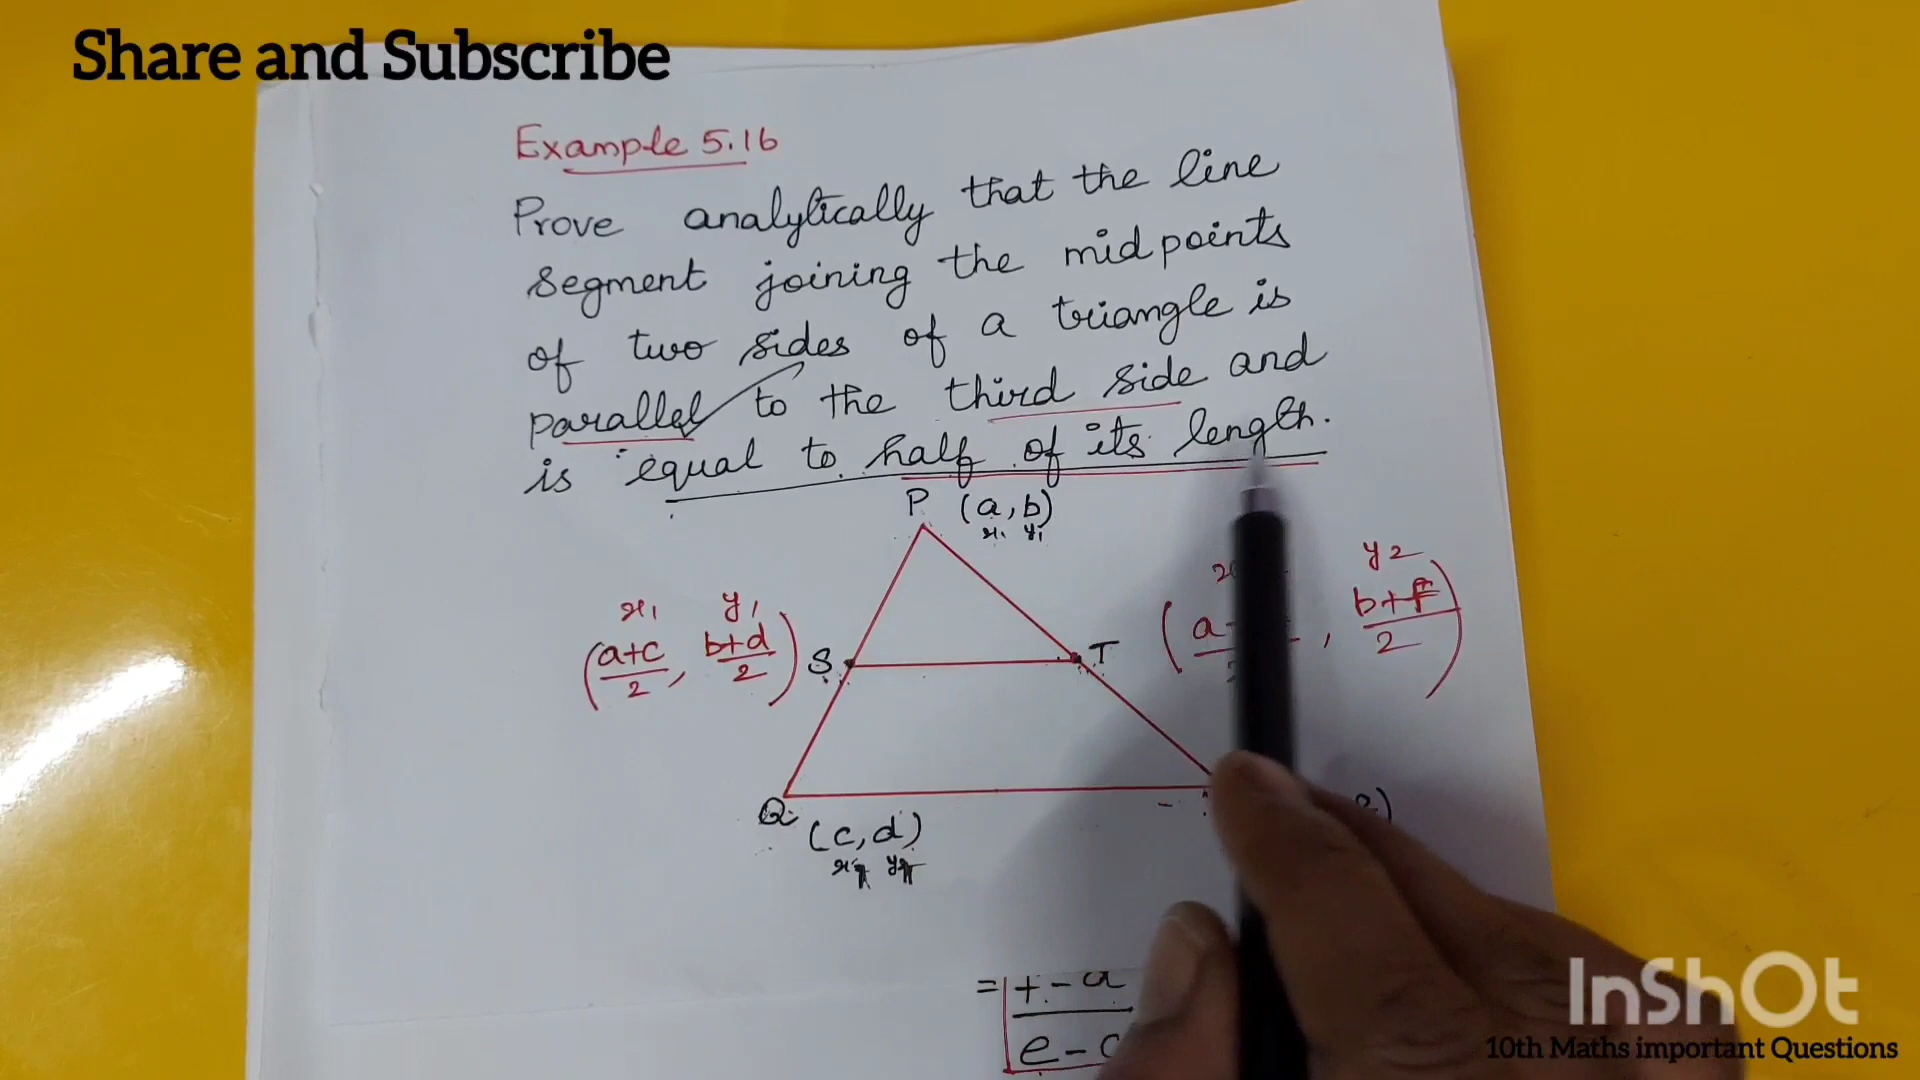 Share and Subscribe
Example 5.16
Prove analytically that the line
segment joining the midpoints
of two sides of a triangle is
parallel to the third side and
is equal to half of its length.
P (a,b)
x1 y1
x1 y1
(a+c/2, b+d/2) S
T
y2
b+f/2)
Q (c,d)
e-c
InShOt
10th Maths important Questions